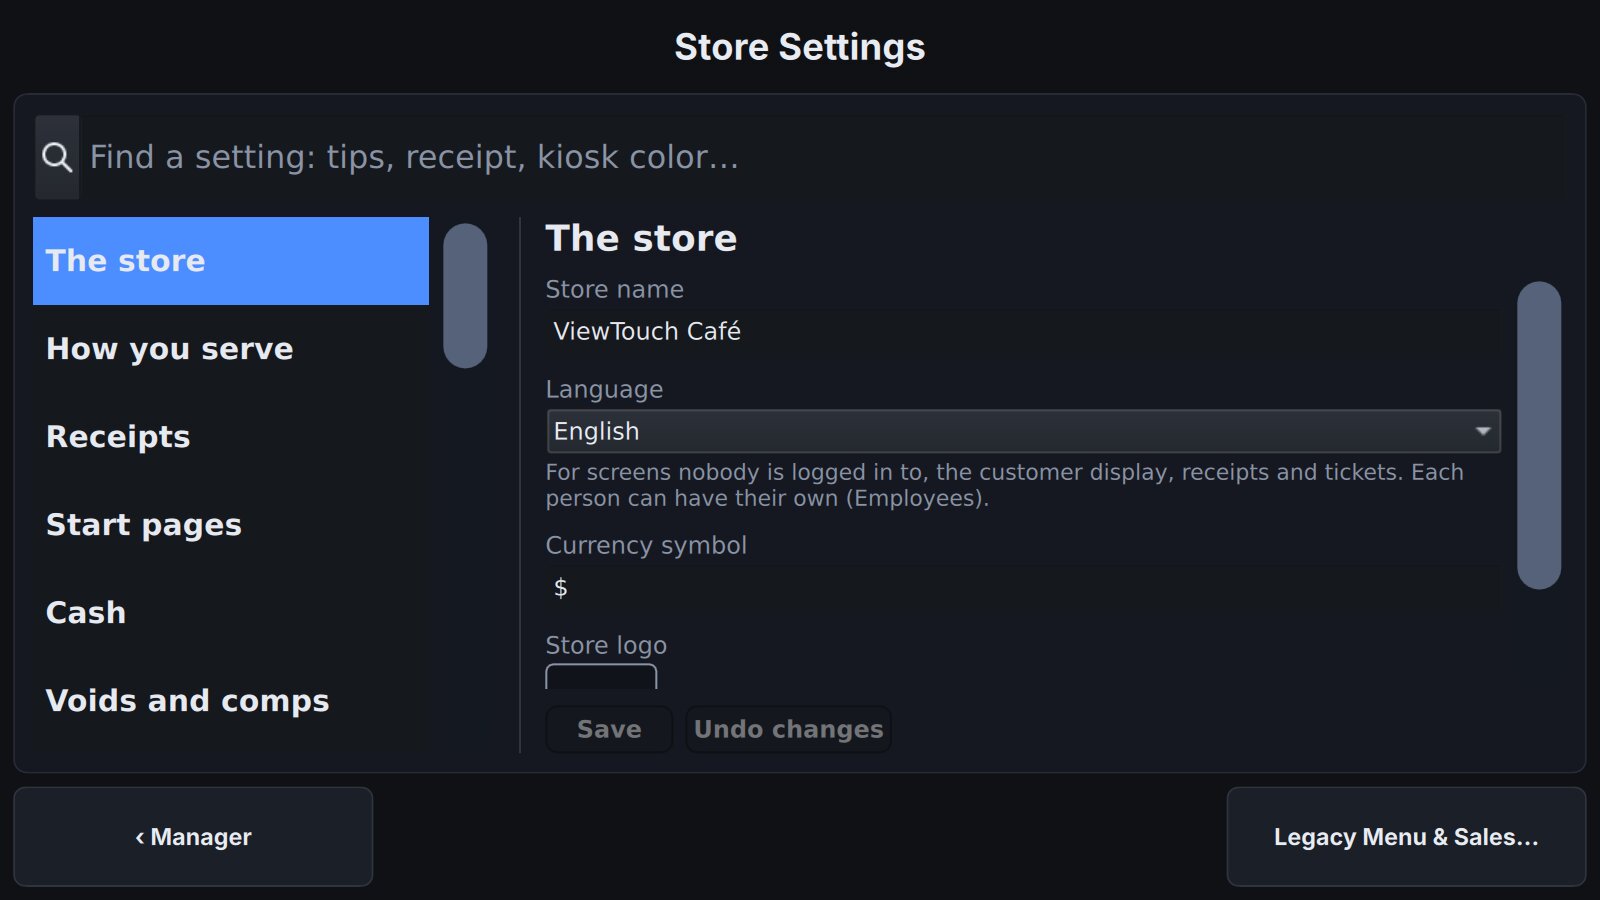 Store Settings
Find a setting: tips, receipt, kiosk color...
The store
How you serve
Receipts
Start pages
Cash
Voids and comps
The store
Store name
ViewTouch Café
Language
English
For screens nobody is logged in to, the customer display, receipts and tickets. Each
person can have their own (Employees).
Currency symbol
$
Store logo
Save
Undo changes
‹ Manager
Legacy Menu & Sales...